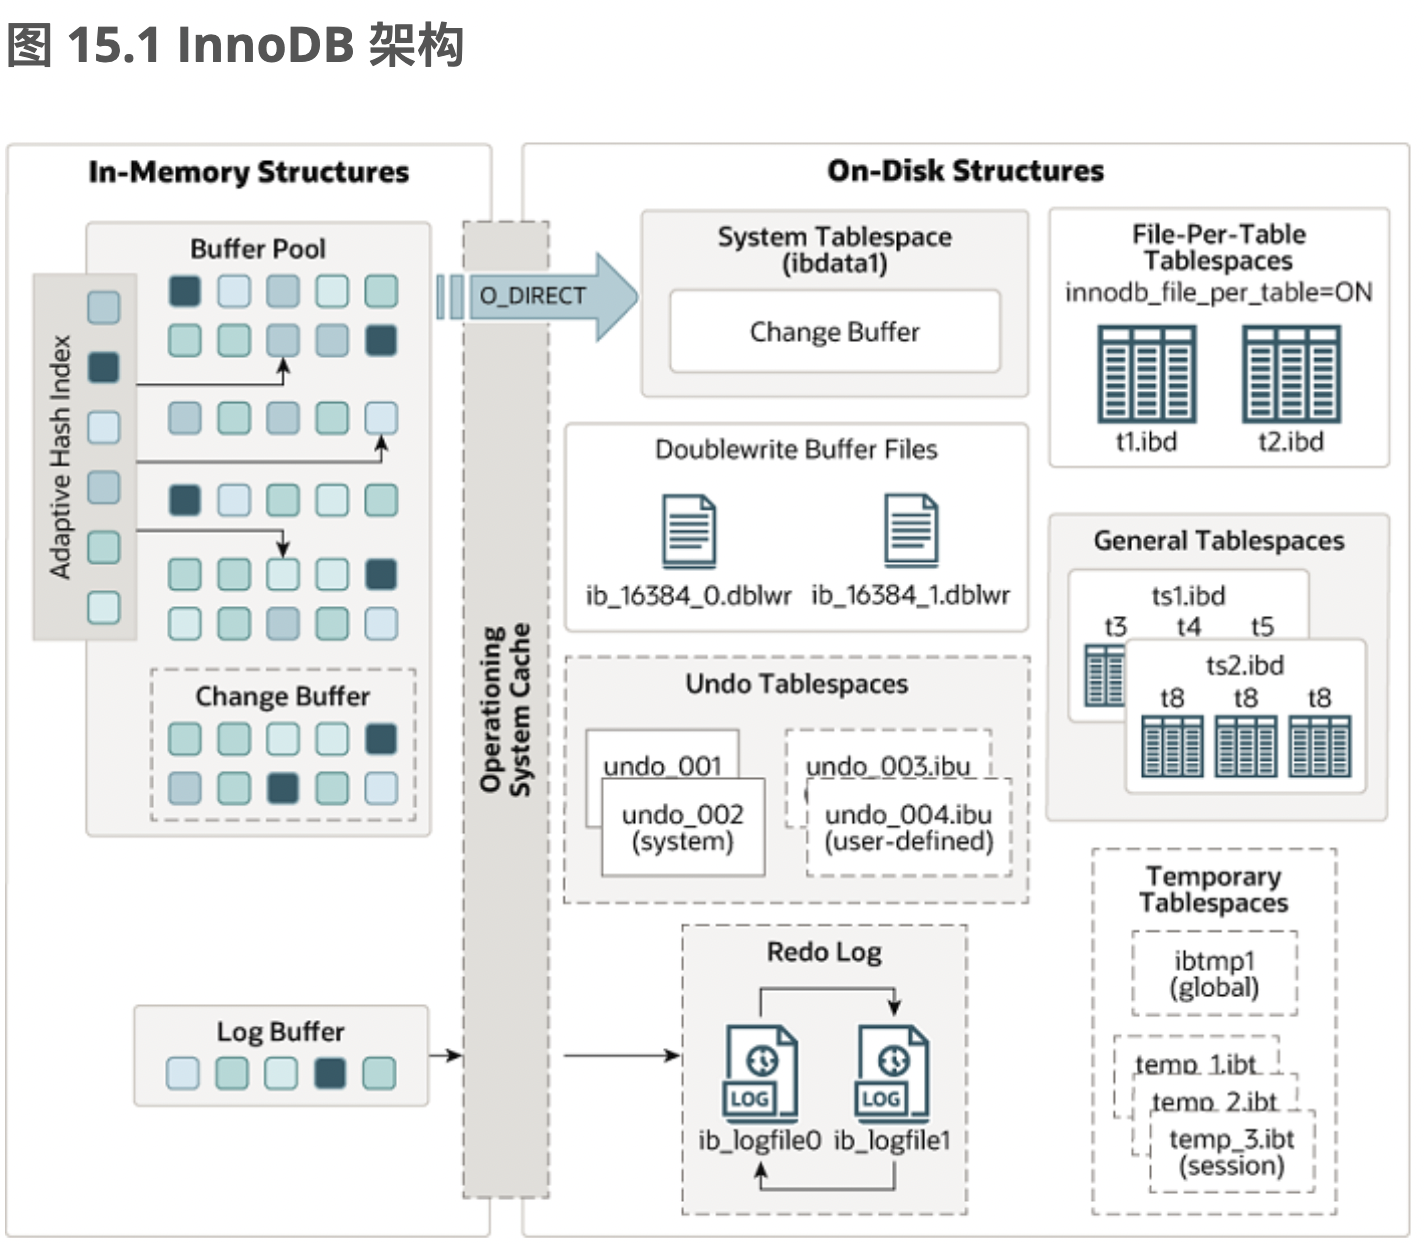 图 15.1 InnoDB 架构
In-Memory Structures
Buffer Pool
Adaptive Hash Index
Change Buffer
Log Buffer
Operationing
System Cache
O_DIRECT
On-Disk Structures
System Tablespace
(ibdata1)
Change Buffer
Doublewrite Buffer Files
ib_16384_0.dblwr
ib_16384_1.dblwr
Undo Tablespaces
undo_001
undo_002
(system)
undo_003.ibu
undo_004.ibu
(user-defined)
Redo Log
LOG
LOG
ib_logfile0
ib_logfile1
File-Per-Table
Tablespaces
innodb_file_per_table=ON
t1.ibd
t2.ibd
General Tablespaces
ts1.ibd
t3 t4 t5
ts2.ibd
t8 t8 t8
Temporary
Tablespaces
ibtmp1
(global)
temp_1.ibt
temp_2.ibt
temp_3.ibt
(session)